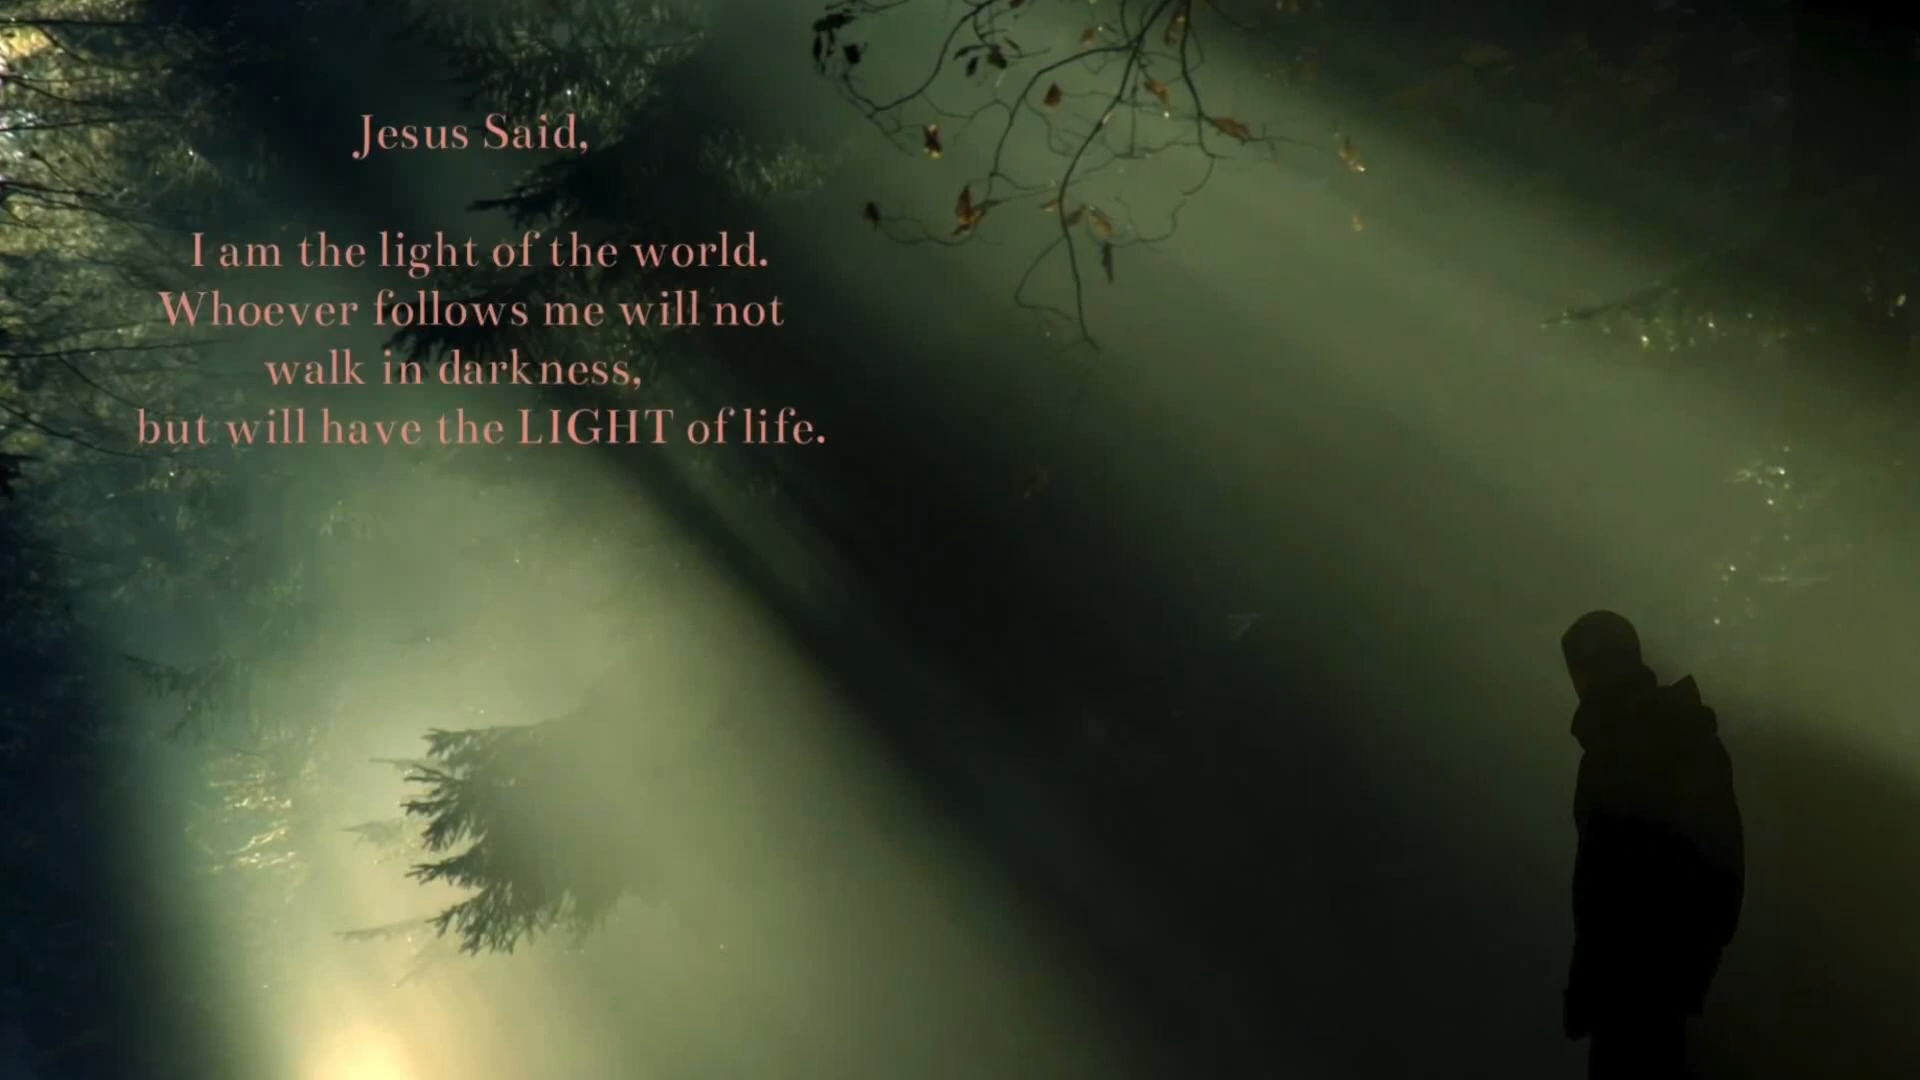 Jesus Said,
I am the light of the world.
Whoever follows me will not
walk in darkness,
but will have the LIGHT of life.